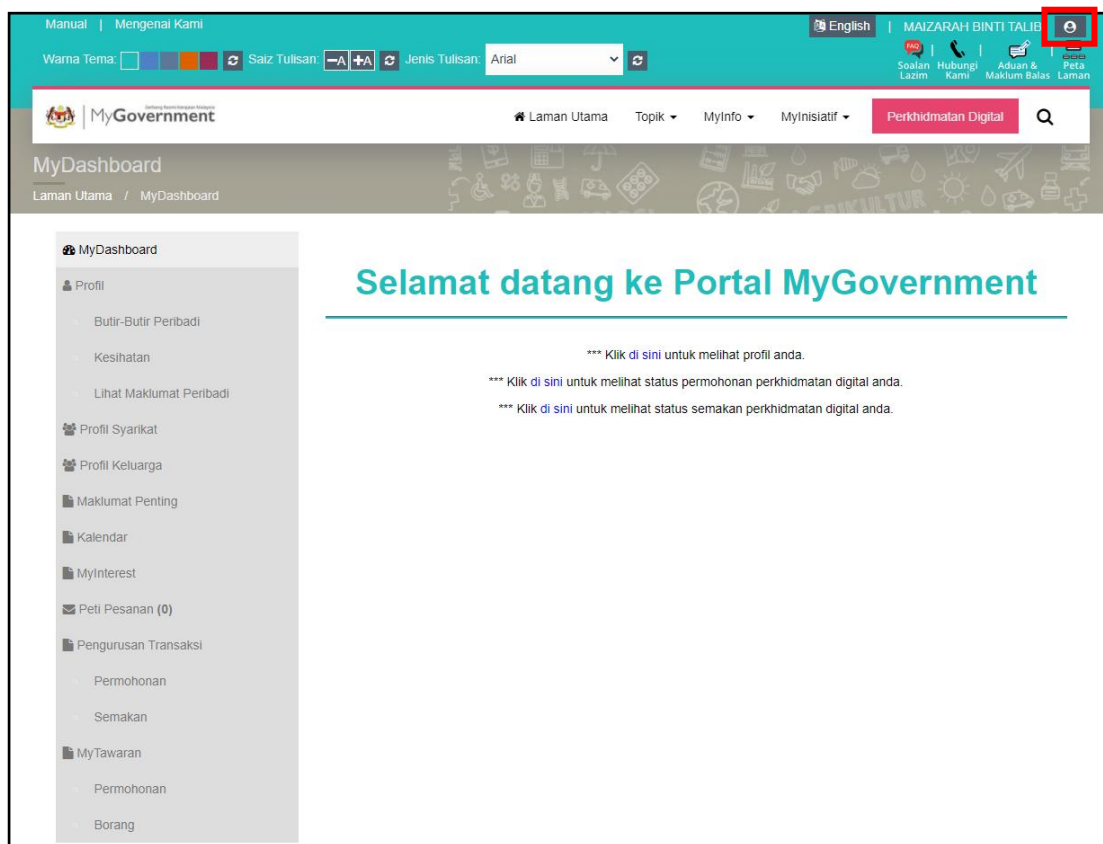 Manual | Mengenai Kami
English | MAIZARAH BINTI TALIB
Warna Tema: Saiz Tulisan: -A +A Jenis Tulisan: Arial
FAQ
Soalan Lazim | Hubungi Kami | Aduan & Maklum Balas | Peta Laman
MyGovernment
Laman Utama Topik MyInfo MyInisiatif Perkhidmatan Digital
MyDashboard
Laman Utama / MyDashboard
MyDashboard
Profil
Butir-Butir Peribadi
Kesihatan
Lihat Maklumat Peribadi
Profil Syarikat
Profil Keluarga
Maklumat Penting
Kalendar
MyInterest
Peti Pesanan (0)
Pengurusan Transaksi
Permohonan
Semakan
MyTawaran
Permohonan
Borang
Selamat datang ke Portal MyGovernment
*** Klik di sini untuk melihat profil anda.
*** Klik di sini untuk melihat status permohonan perkhidmatan digital anda.
*** Klik di sini untuk melihat status semakan perkhidmatan digital anda.